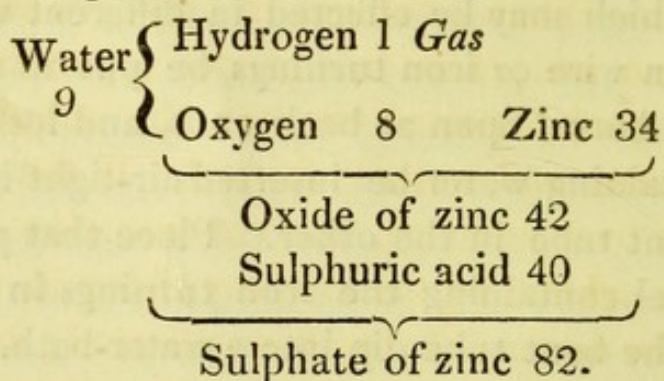 Water
9
Hydrogen 1 Gas
Oxygen 8 Zinc 34
Oxide of zinc 42
Sulphuric acid 40
Sulphate of zinc 82.